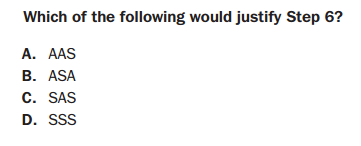 Which of the following would justify Step 6?
A. AAS
B. ASA
C. SAS
D. SSS